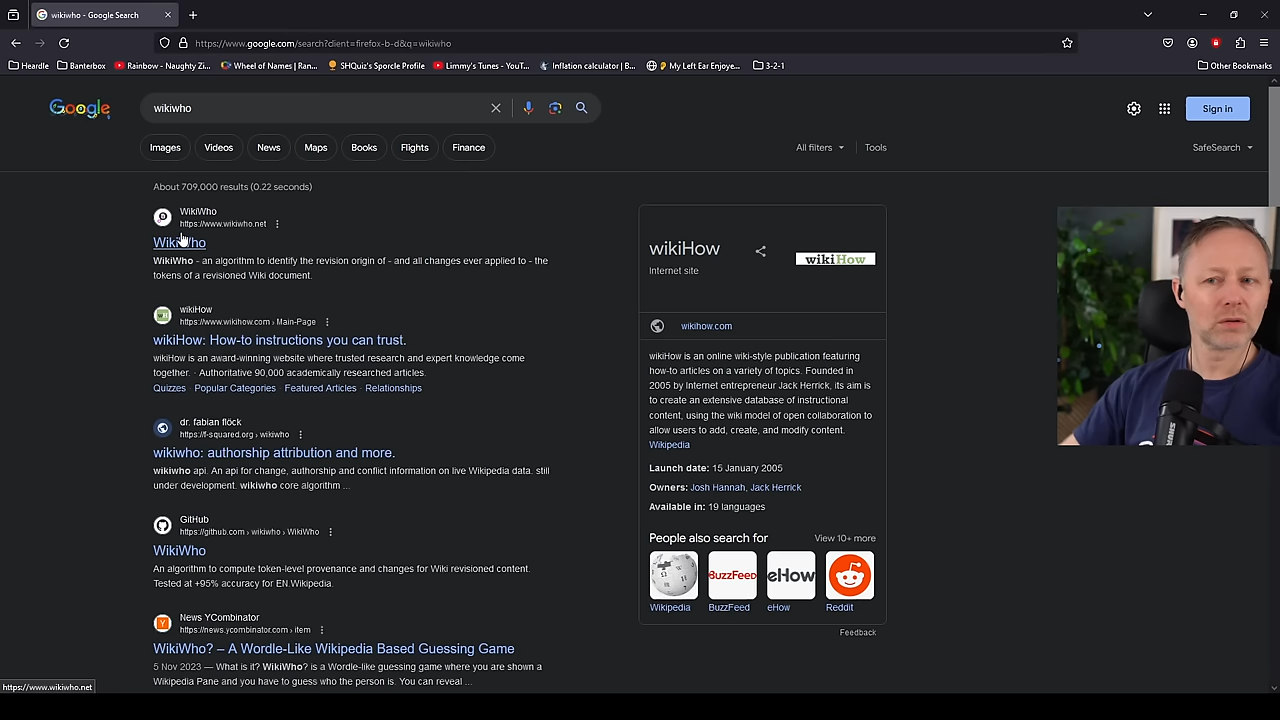 wikiwho - Google Search
https://www.google.com/search?client=firefox-b-d&q=wikiwho
Heardle
Banterbox
Rainbow - Naughty Zi...
Wheel of Names | Ran...
SHQuiz's Sporcle Profile
Limmy's Tunes - YouT...
Inflation calculator | B...
My Left Ear Enjoye...
3-2-1
Other Bookmarks
Google
wikiwho
Sign in
Images
Videos
News
Maps
Books
Flights
Finance
All filters
Tools
SafeSearch
About 709,000 results (0.22 seconds)
WikiWho
https://www.wikiwho.net
WikiWho
WikiWho - an algorithm to identify the revision origin of - and all changes ever applied to - the
tokens of a revisioned Wiki document.
wikiHow
https://www.wikihow.com › Main-Page
wikiHow: How-to instructions you can trust.
wikiHow is an award-winning website where trusted research and expert knowledge come
together. · Authoritative 90,000 academically researched articles.
Quizzes · Popular Categories · Featured Articles · Relationships
dr. fabian flöck
https://f-squared.org › wikiwho
wikiwho: authorship attribution and more.
wikiwho api. An api for change, authorship and conflict information on live Wikipedia data. still
under development. wikiwho core algorithm ...
GitHub
https://github.com › wikiwho › WikiWho
WikiWho
An algorithm to compute token-level provenance and changes for Wiki revisioned content.
Tested at +95% accuracy for EN.Wikipedia.
News YCombinator
https://news.ycombinator.com › item
WikiWho? – A Wordle-Like Wikipedia Based Guessing Game
5 Nov 2023 — What is it? WikiWho? is a Wordle-like guessing game where you are shown a
Wikipedia Pane and you have to guess who the person is. You can reveal ...
https://www.wikiwho.net
wikiHow
Internet site
wikiHow
wikihow.com
wikiHow is an online wiki-style publication featuring
how-to articles on a variety of topics. Founded in
2005 by Internet entrepreneur Jack Herrick, its aim is
to create an extensive database of instructional
content, using the wiki model of open collaboration to
allow users to add, create, and modify content.
Wikipedia
Launch date: 15 January 2005
Owners: Josh Hannah, Jack Herrick
Available in: 19 languages
People also search for
View 10+ more
BuzzFeed
eHow
Wikipedia
BuzzFeed
eHow
Reddit
Feedback